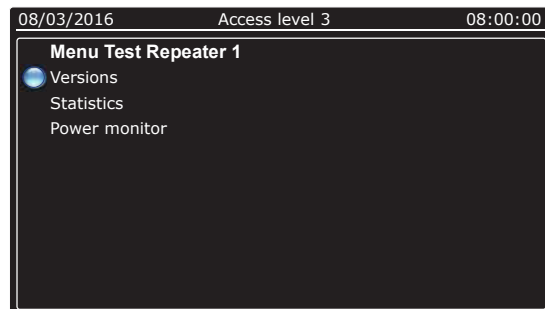 08/03/2016 Access level 3 08:00:00
Menu Test Repeater 1
Versions
Statistics
Power monitor